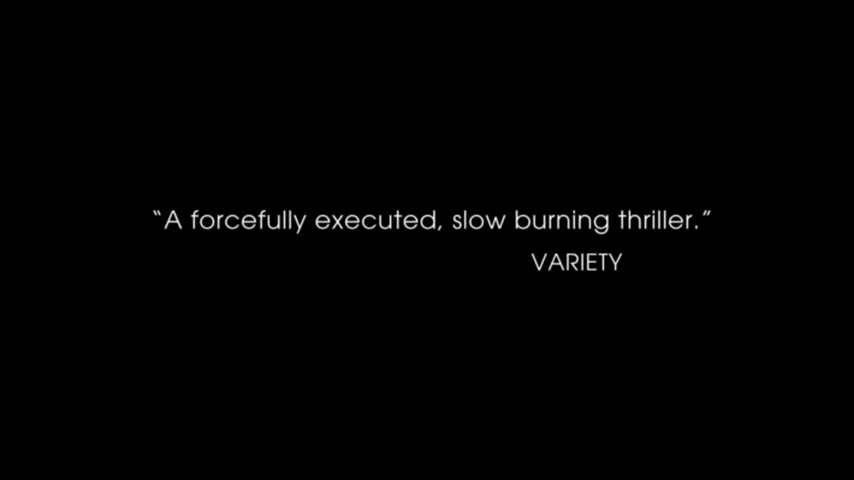 “A forcefully executed, slow burning thriller.”
VARIETY